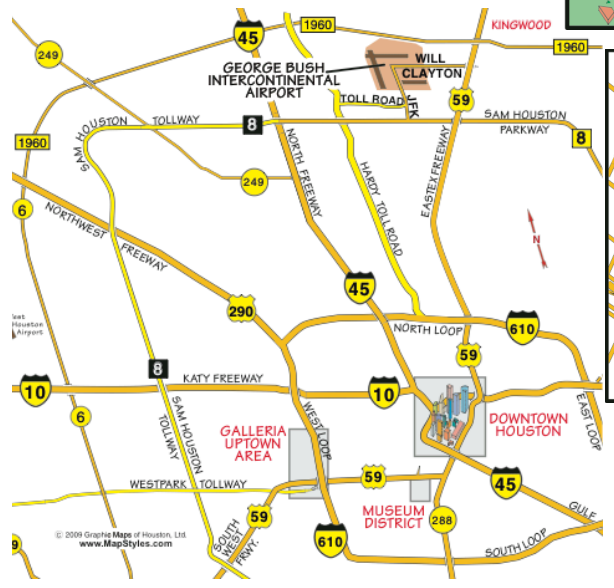 1960
45
KINGWOOD
1960
249
GEORGE BUSH
INTERCONTINENTAL
AIRPORT
WILL
CLAYTON
59
TOLL ROAD
JFK
SAM HOUSTON
PARKWAY
8
SAM HOUSTON TOLLWAY
8
NORTH FREEWAY
1960
249
HARDY TOLL ROAD
EASTEX FREEWAY
6
NORTHWEST FREEWAY
N
45
290
NORTH LOOP
610
Houston
Airport
59
8
10
KATY FREEWAY
10
6
SAM HOUSTON
TOLLWAY
GALLERIA
UPTOWN
AREA
WEST LOOP
DOWNTOWN
HOUSTON
EAST LOOP
WESTPARK TOLLWAY
59
45
MUSEUM
DISTRICT
GULF
59
288
SOUTH
WEST
FRWY.
610
SOUTH LOOP
© 2009 Graphic Maps of Houston, Ltd.
www.MapStyles.com
9